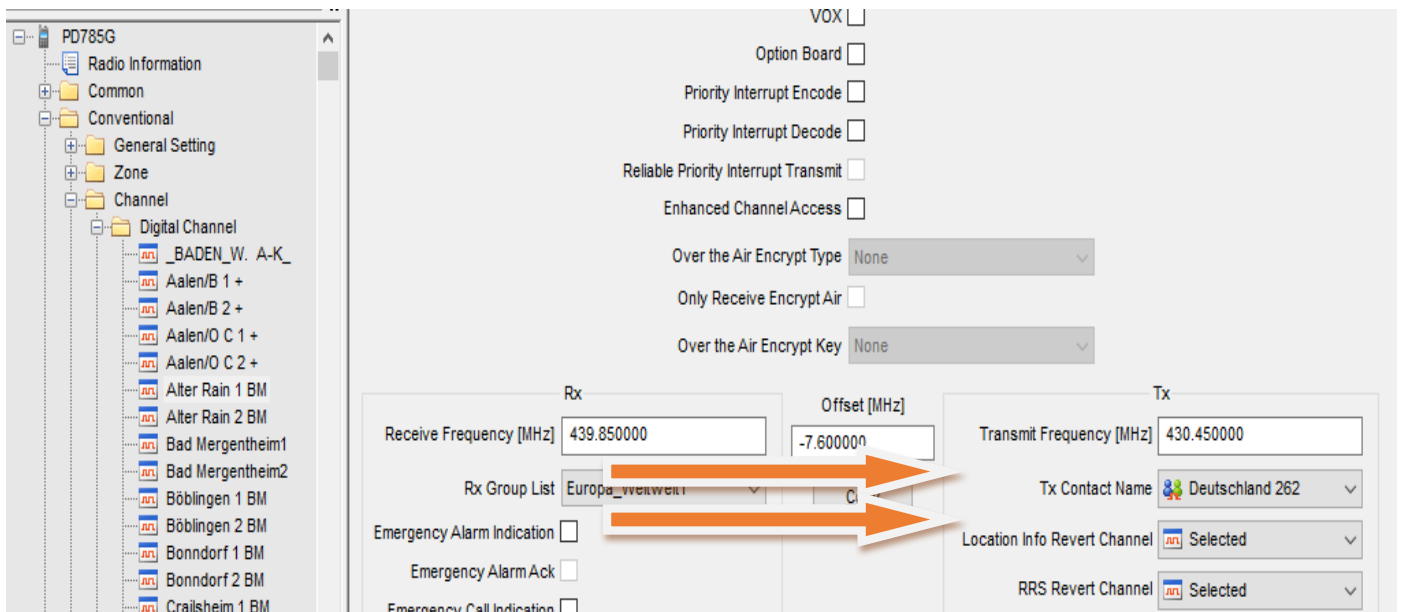 PD785G
Radio Information
Common
Conventional
General Setting
Zone
Channel
Digital Channel
_BADEN_W. A-K_
Aalen/B 1 +
Aalen/B 2 +
Aalen/O C 1 +
Aalen/O C 2 +
Alter Rain 1 BM
Alter Rain 2 BM
Bad Mergentheim1
Bad Mergentheim2
Böblingen 1 BM
Böblingen 2 BM
Bonndorf 1 BM
Bonndorf 2 BM
Crailsheim 1 BM
VOX
Option Board
Priority Interrupt Encode
Priority Interrupt Decode
Reliable Priority Interrupt Transmit
Enhanced Channel Access
Over the Air Encrypt Type None
Only Receive Encrypt Air
Over the Air Encrypt Key None
Rx
Receive Frequency [MHz] 439.850000
Rx Group List Europa_Weltweit1
Emergency Alarm Indication
Emergency Alarm Ack
Emergency Call Indication
Offset [MHz]
-7.600000
Tx
Transmit Frequency [MHz] 430.450000
Tx Contact Name Deutschland 262
Location Info Revert Channel Selected
RRS Revert Channel Selected